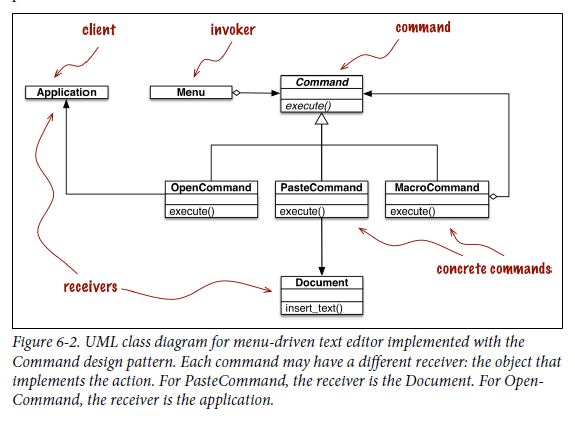 client
invoker
command
Application
Menu
Command
execute()
OpenCommand
execute()
PasteCommand
execute()
MacroCommand
execute()
receivers
concrete commands
Document
insert_text()
Figure 6-2. UML class diagram for menu-driven text editor implemented with the
Command design pattern. Each command may have a different receiver: the object that
implements the action. For PasteCommand, the receiver is the Document. For Open-
Command, the receiver is the application.